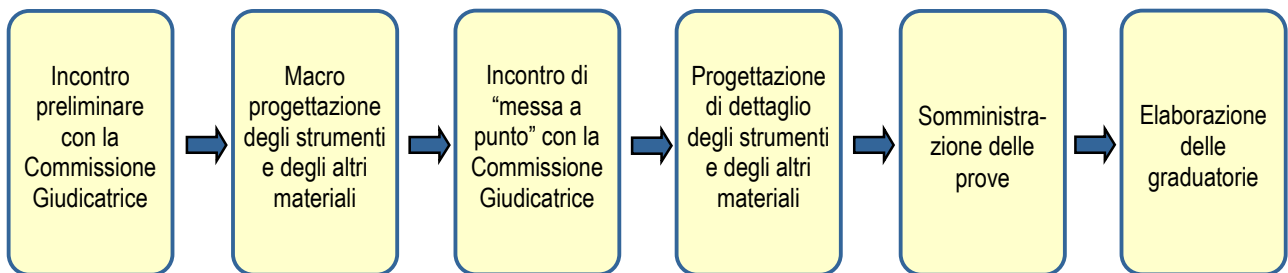 Incontro
preliminare
con la
Commissione
Giudicatrice
Macro
progettazione
degli strumenti
e degli altri
materiali
Incontro di
“messa a
punto” con la
Commissione
Giudicatrice
Progettazione
di dettaglio
degli strumenti
e degli altri
materiali
Somministra-
zione delle
prove
Elaborazione
delle
graduatorie